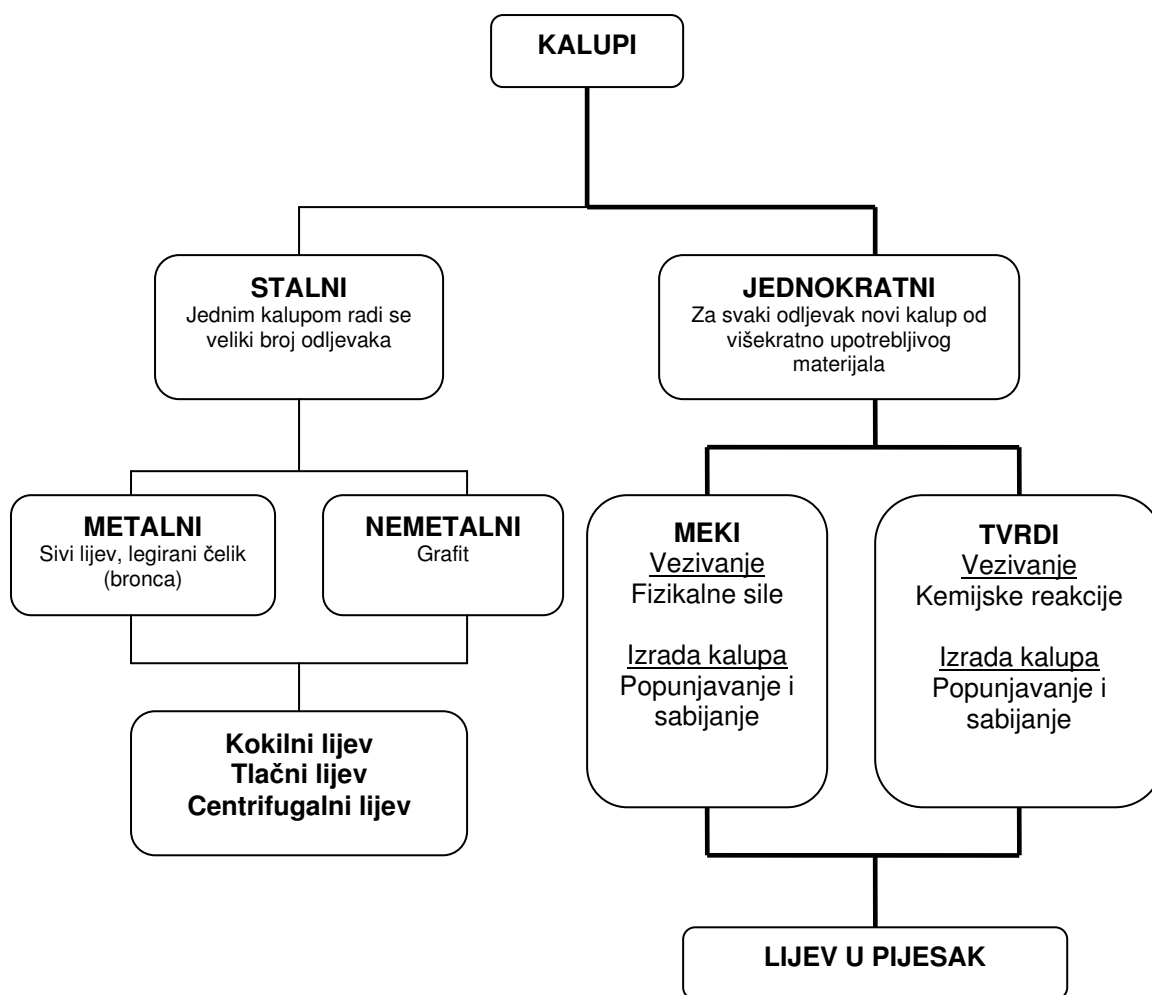 KALUPI
STALNI
Jednim kalupom radi se
veliki broj odljevaka
JEDNOKRATNI
Za svaki odljevak novi kalup od
višekratno upotrebljivog
materijala
METALNI
Sivi lijev, legirani čelik
(bronca)
NEMETALNI
Grafit
MEKI
Vezivanje
Fizikalne sile
Izrada kalupa
Popunjavanje i
sabijanje
TVRDI
Vezivanje
Kemijske reakcije
Izrada kalupa
Popunjavanje i
sabijanje
Kokilni lijev
Tlačni lijev
Centrifugalni lijev
LIJEV U PIJESAK